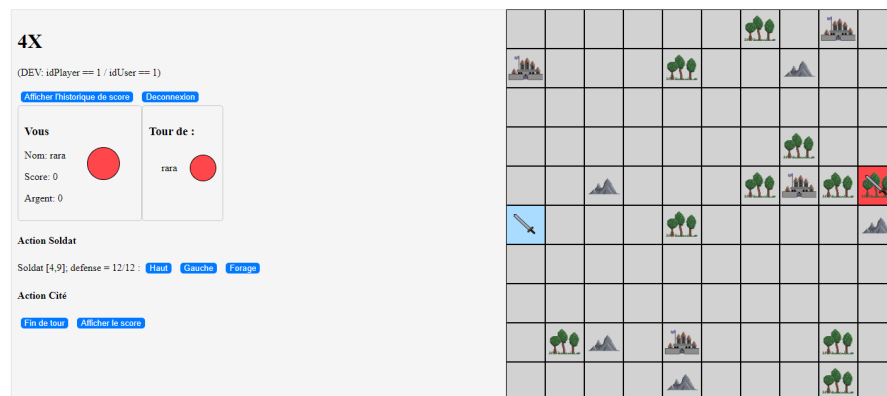 4X
(DEV: idPlayer == 1 / idUser == 1)
Afficher l'historique de score Deconnexion
Vous
Nom: rara
Score: 0
Argent: 0
Tour de :
rara
Action Soldat
Soldat [4,9]; defense = 12/12 : Haut Gauche Forage
Action Cité
Fin de tour Afficher le score